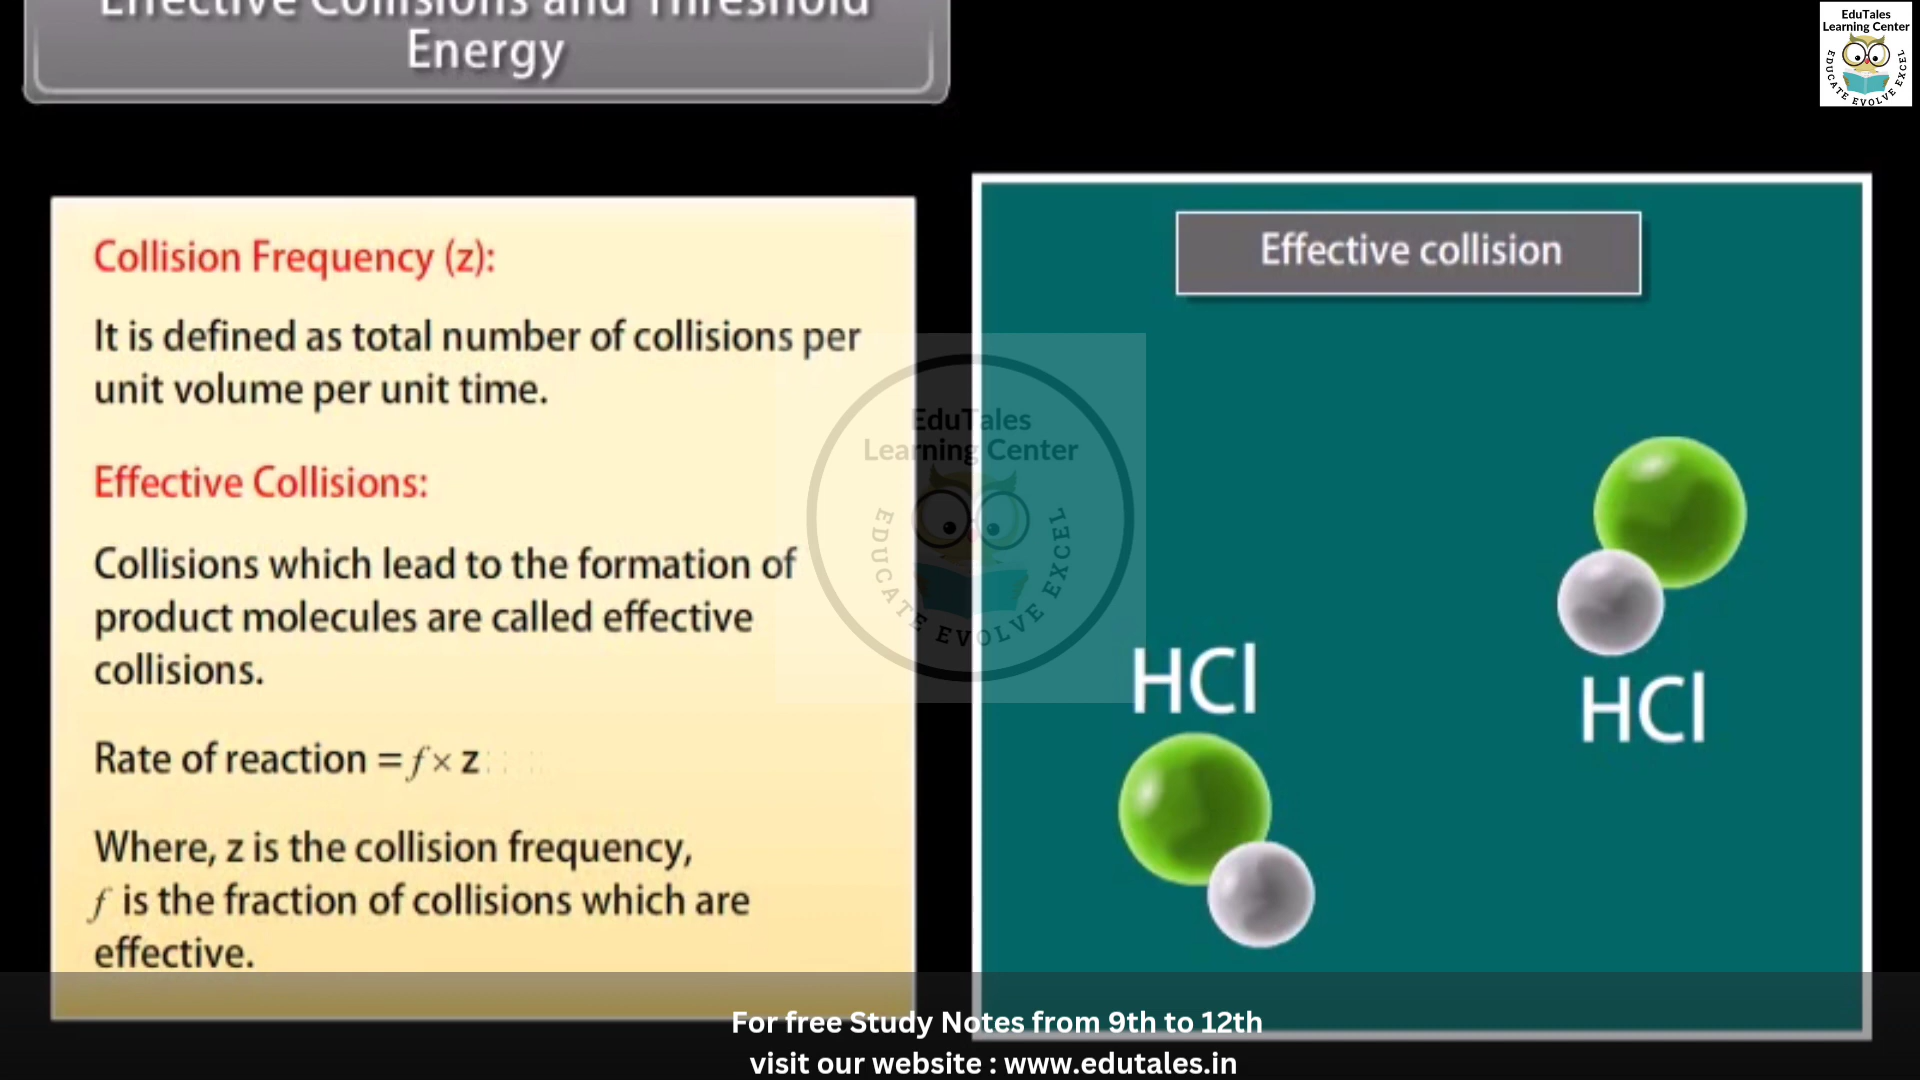 Effective Collisions and Threshold
Energy
EduTales
Learning Center
EDUCATE EVOLVE EXCEL
Collision Frequency (z):
It is defined as total number of collisions per
unit volume per unit time.
Effective Collisions:
Collisions which lead to the formation of
product molecules are called effective
collisions.
Rate of reaction = f × z
Where, z is the collision frequency,
f is the fraction of collisions which are
effective.
EduTales
Learning Center
EDUCATE EVOLVE EXCEL
Effective collision
HCl
HCl
For free Study Notes from 9th to 12th
visit our website : www.edutales.in